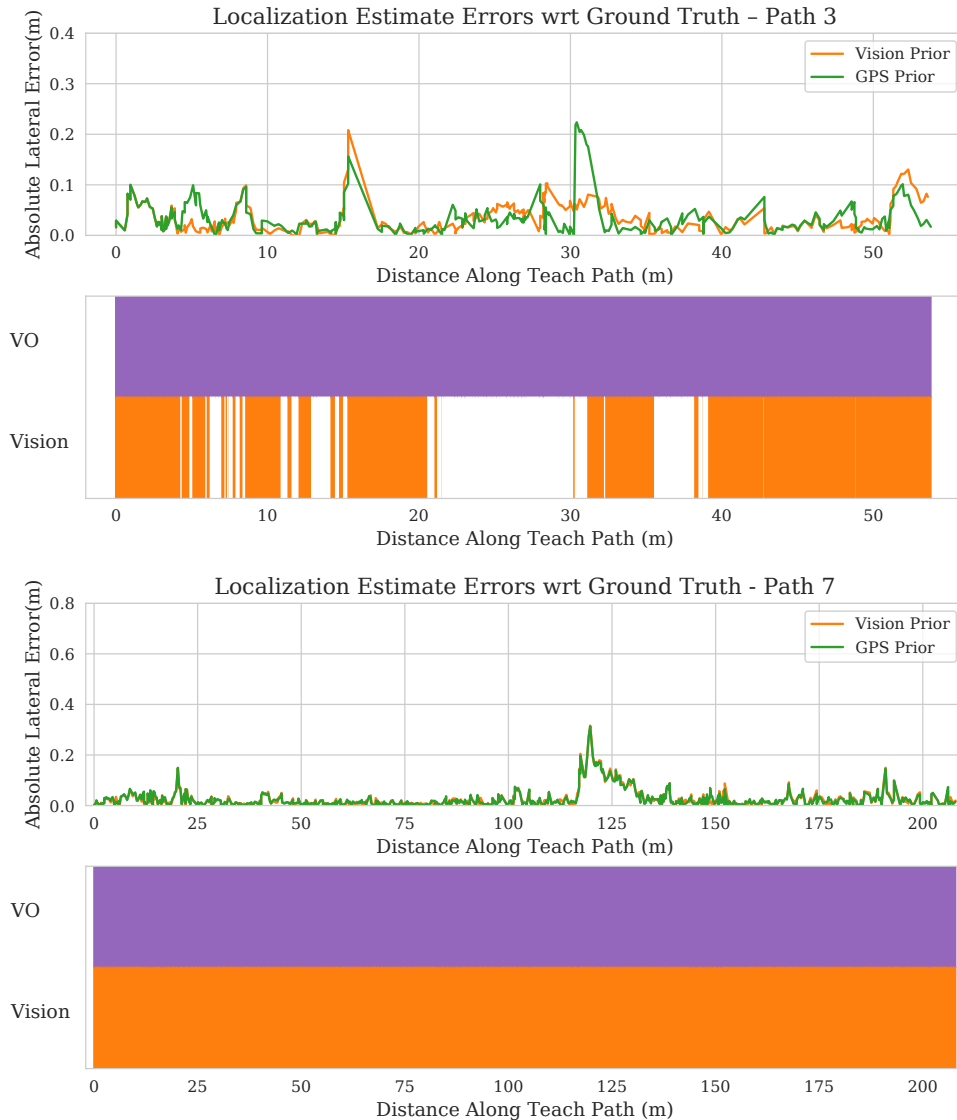 Localization Estimate Errors wrt Ground Truth – Path 3
Absolute Lateral Error(m)
0.4
0.3
0.2
0.1
0.0
Vision Prior
GPS Prior
0 10 20 30 40 50
Distance Along Teach Path (m)
VO
Vision
0 10 20 30 40 50
Distance Along Teach Path (m)
Localization Estimate Errors wrt Ground Truth - Path 7
Absolute Lateral Error(m)
0.8
0.6
0.4
0.2
0.0
Vision Prior
GPS Prior
0 25 50 75 100 125 150 175 200
Distance Along Teach Path (m)
VO
Vision
0 25 50 75 100 125 150 175 200
Distance Along Teach Path (m)